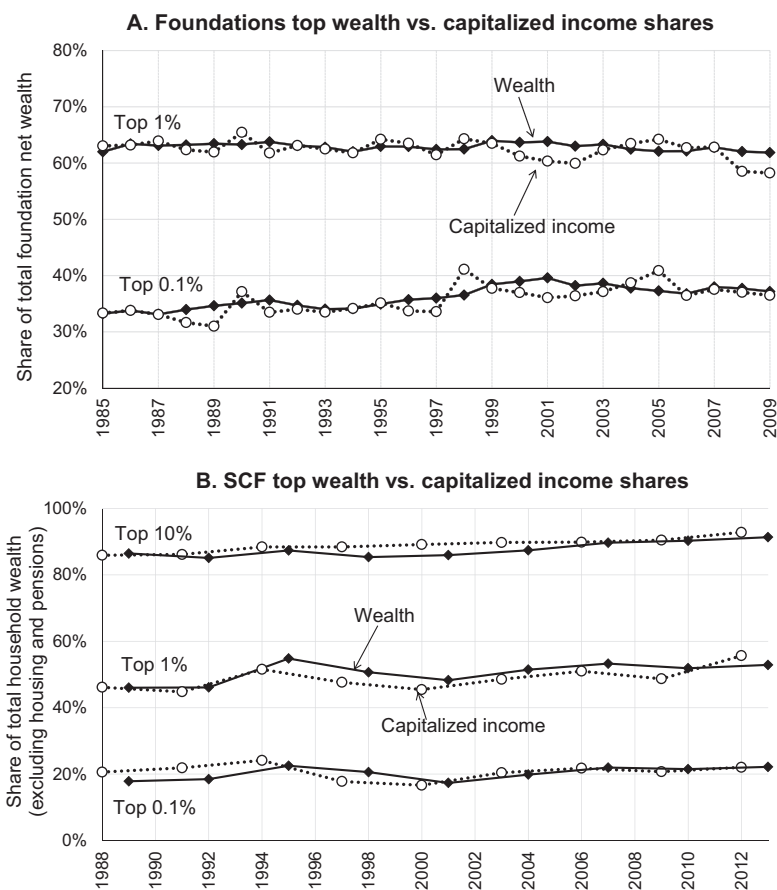 A. Foundations top wealth vs. capitalized income shares
Share of total foundation net wealth
80%
70%
60%
50%
40%
30%
20%
Top 1%
Wealth
Capitalized income
Top 0.1%
1985
1987
1989
1991
1993
1995
1997
1999
2001
2003
2005
2007
2009
B. SCF top wealth vs. capitalized income shares
Share of total household wealth
(excluding housing and pensions)
100%
80%
60%
40%
20%
0%
Top 10%
Wealth
Top 1%
Capitalized income
Top 0.1%
1988
1990
1992
1994
1996
1998
2000
2002
2004
2006
2008
2010
2012